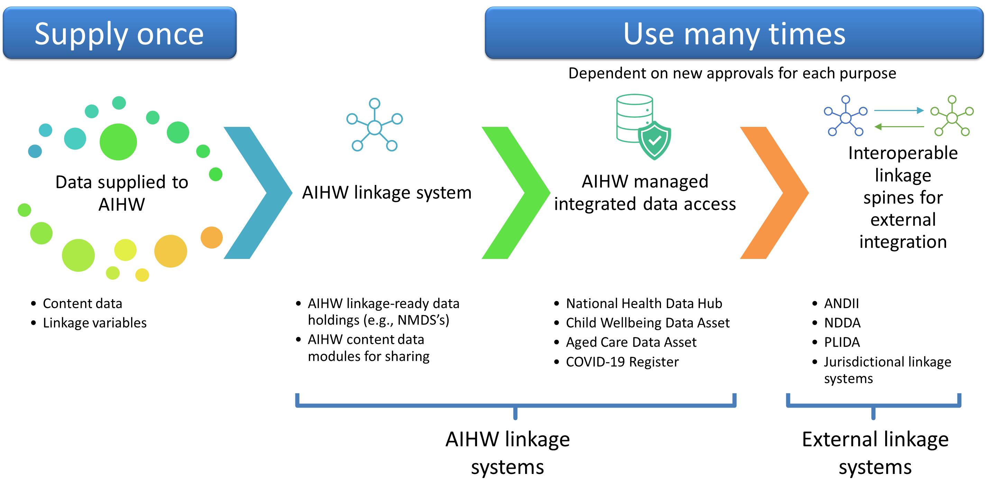 Supply once
Use many times
Dependent on new approvals for each purpose
Data supplied to
AIHW
AIHW linkage system
AIHW managed
integrated data access
Interoperable
linkage
spines for
external
integration
• Content data
• Linkage variables
• AIHW linkage-ready data
holdings (e.g., NMDS’s)
• AIHW content data
modules for sharing
• National Health Data Hub
• Child Wellbeing Data Asset
• Aged Care Data Asset
• COVID-19 Register
• ANDII
• NDDA
• PLIDA
• Jurisdictional linkage
systems
AIHW linkage
systems
External linkage
systems